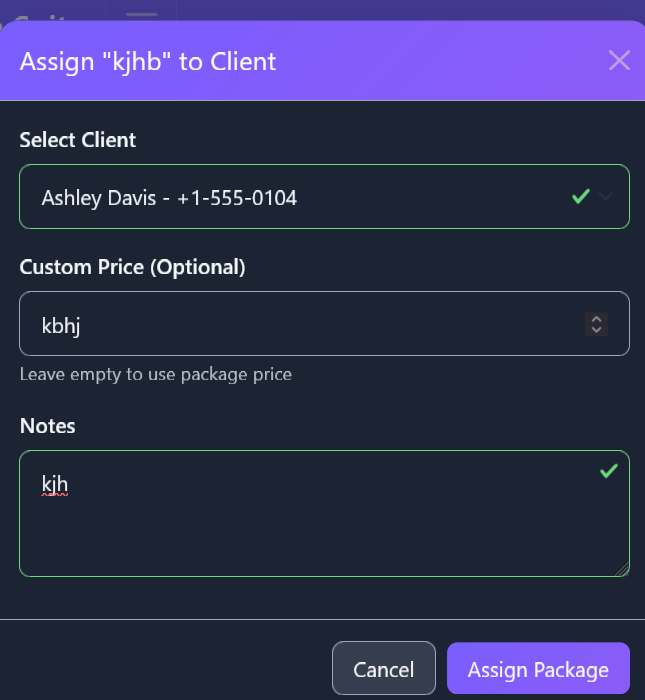 Assign "kjhb" to Client
Select Client
Ashley Davis - +1-555-0104
Custom Price (Optional)
kbhj
Leave empty to use package price
Notes
kjh
Cancel
Assign Package